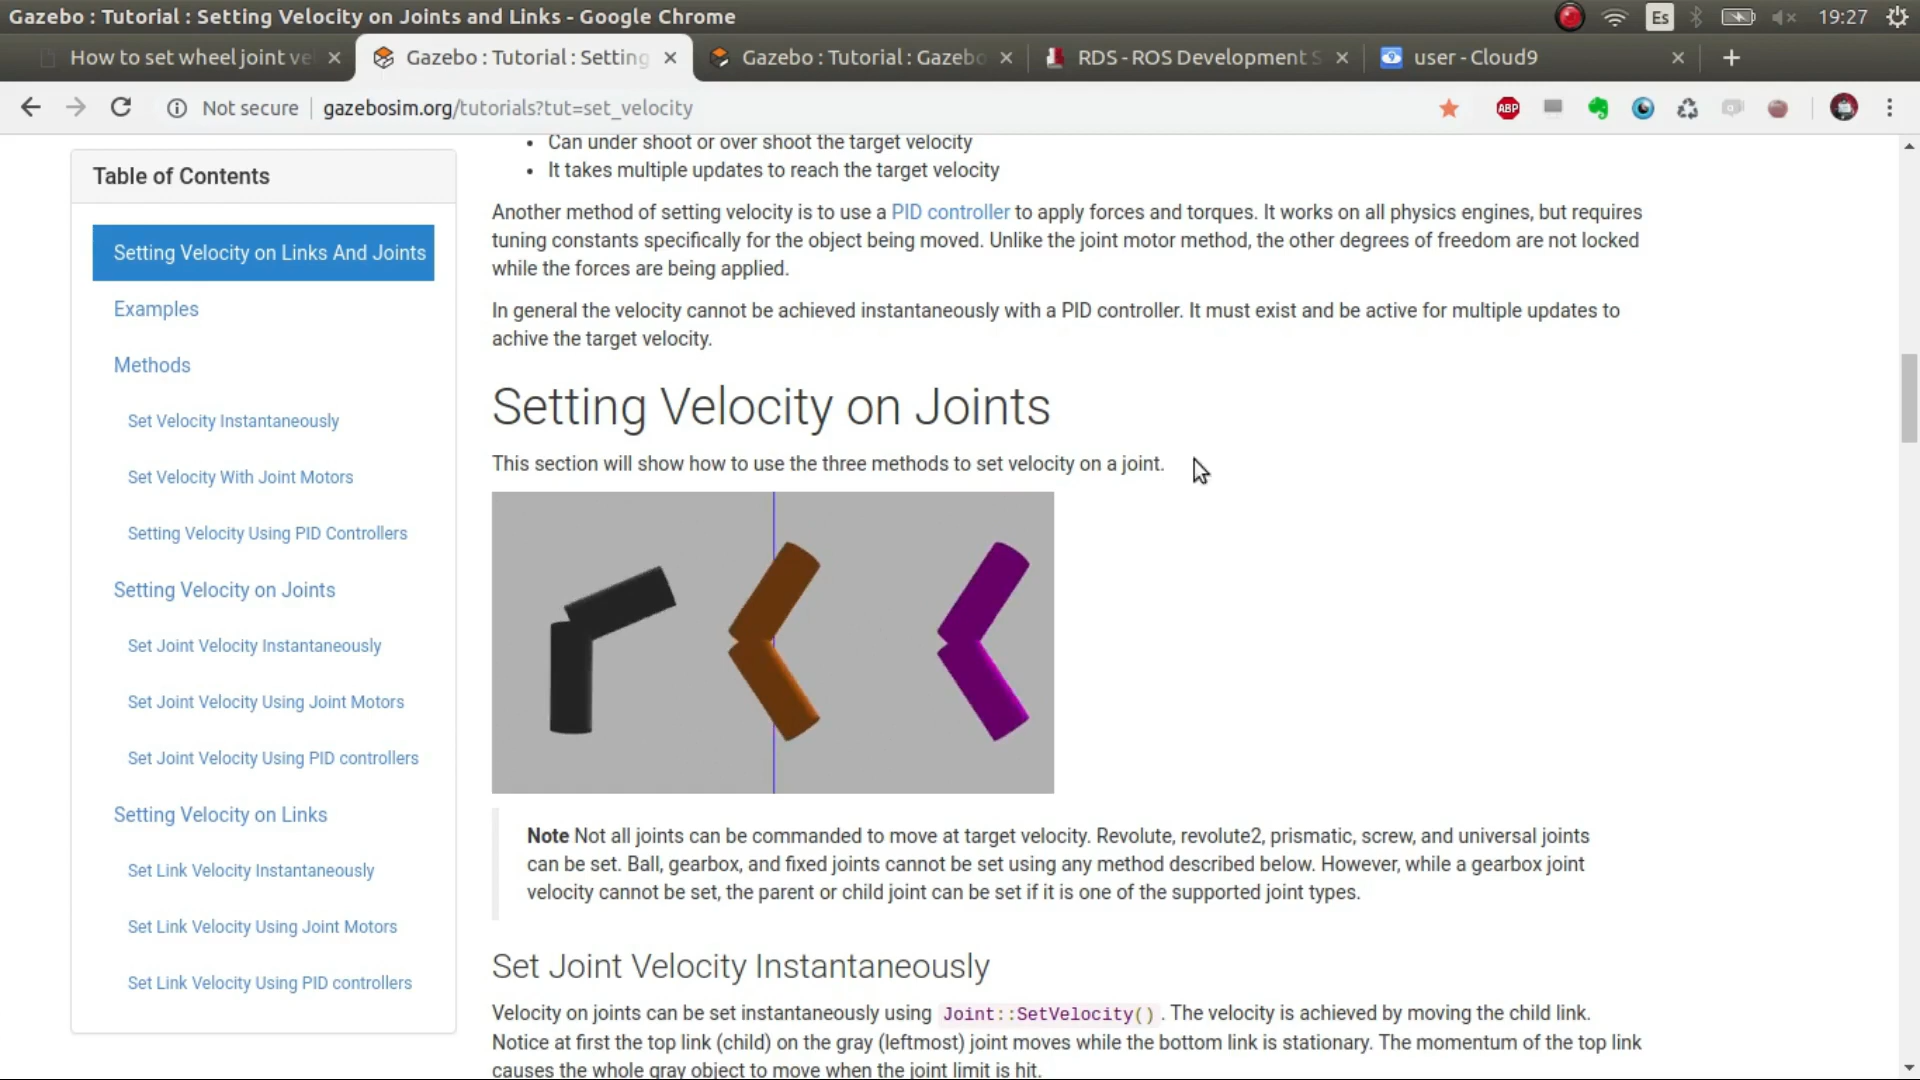 Gazebo : Tutorial : Setting Velocity on Joints and Links - Google Chrome
Es
19:27
How to set wheel joint ve
Gazebo : Tutorial : Setting
Gazebo : Tutorial : Gazebo
RDS - ROS Development S
user - Cloud9
Not secure
gazebosim.org/tutorials?tut=set_velocity
ABP
Table of Contents
Setting Velocity on Links And Joints
Examples
Methods
Set Velocity Instantaneously
Set Velocity With Joint Motors
Setting Velocity Using PID Controllers
Setting Velocity on Joints
Set Joint Velocity Instantaneously
Set Joint Velocity Using Joint Motors
Set Joint Velocity Using PID controllers
Setting Velocity on Links
Set Link Velocity Instantaneously
Set Link Velocity Using Joint Motors
Set Link Velocity Using PID controllers
• Can under shoot or over shoot the target velocity
• It takes multiple updates to reach the target velocity
Another method of setting velocity is to use a PID controller to apply forces and torques. It works on all physics engines, but requires
tuning constants specifically for the object being moved. Unlike the joint motor method, the other degrees of freedom are not locked
while the forces are being applied.
In general the velocity cannot be achieved instantaneously with a PID controller. It must exist and be active for multiple updates to
achive the target velocity.
Setting Velocity on Joints
This section will show how to use the three methods to set velocity on a joint.
Note Not all joints can be commanded to move at target velocity. Revolute, revolute2, prismatic, screw, and universal joints
can be set. Ball, gearbox, and fixed joints cannot be set using any method described below. However, while a gearbox joint
velocity cannot be set, the parent or child joint can be set if it is one of the supported joint types.
Set Joint Velocity Instantaneously
Velocity on joints can be set instantaneously using Joint::SetVelocity() . The velocity is achieved by moving the child link.
Notice at first the top link (child) on the gray (leftmost) joint moves while the bottom link is stationary. The momentum of the top link
causes the whole gray object to move when the joint limit is hit.